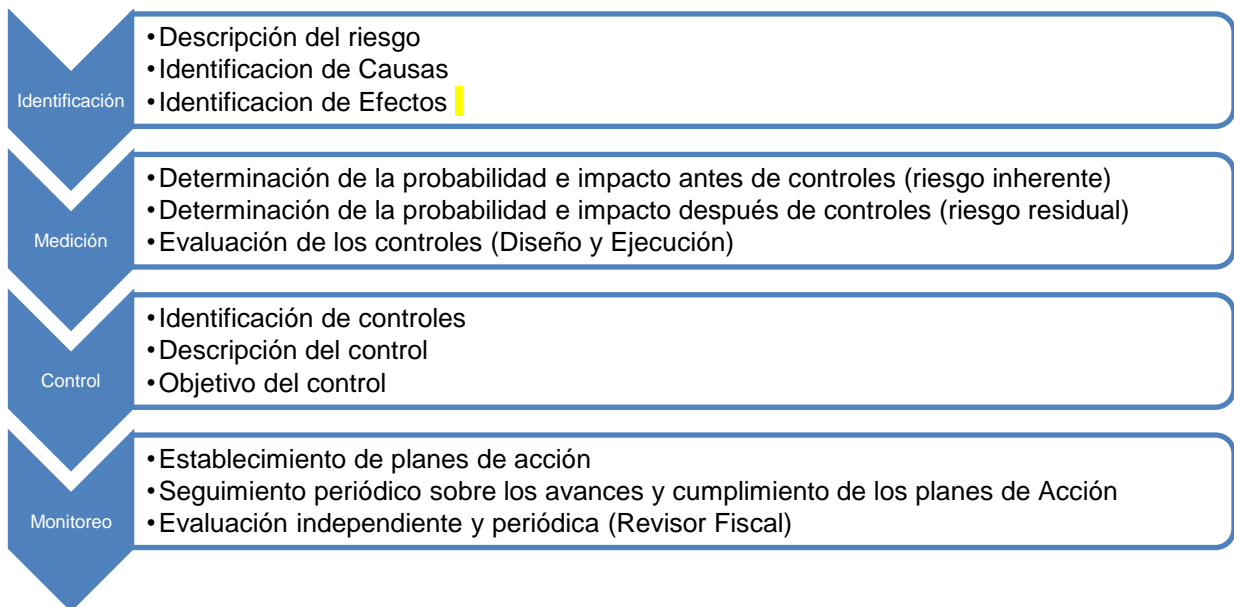 Identificación
•Descripción del riesgo
•Identificacion de Causas
•Identificacion de Efectos
Medición
•Determinación de la probabilidad e impacto antes de controles (riesgo inherente)
•Determinación de la probabilidad e impacto después de controles (riesgo residual)
•Evaluación de los controles (Diseño y Ejecución)
Control
•Identificación de controles
•Descripción del control
•Objetivo del control
Monitoreo
•Establecimiento de planes de acción
•Seguimiento periódico sobre los avances y cumplimiento de los planes de Acción
•Evaluación independiente y periódica (Revisor Fiscal)